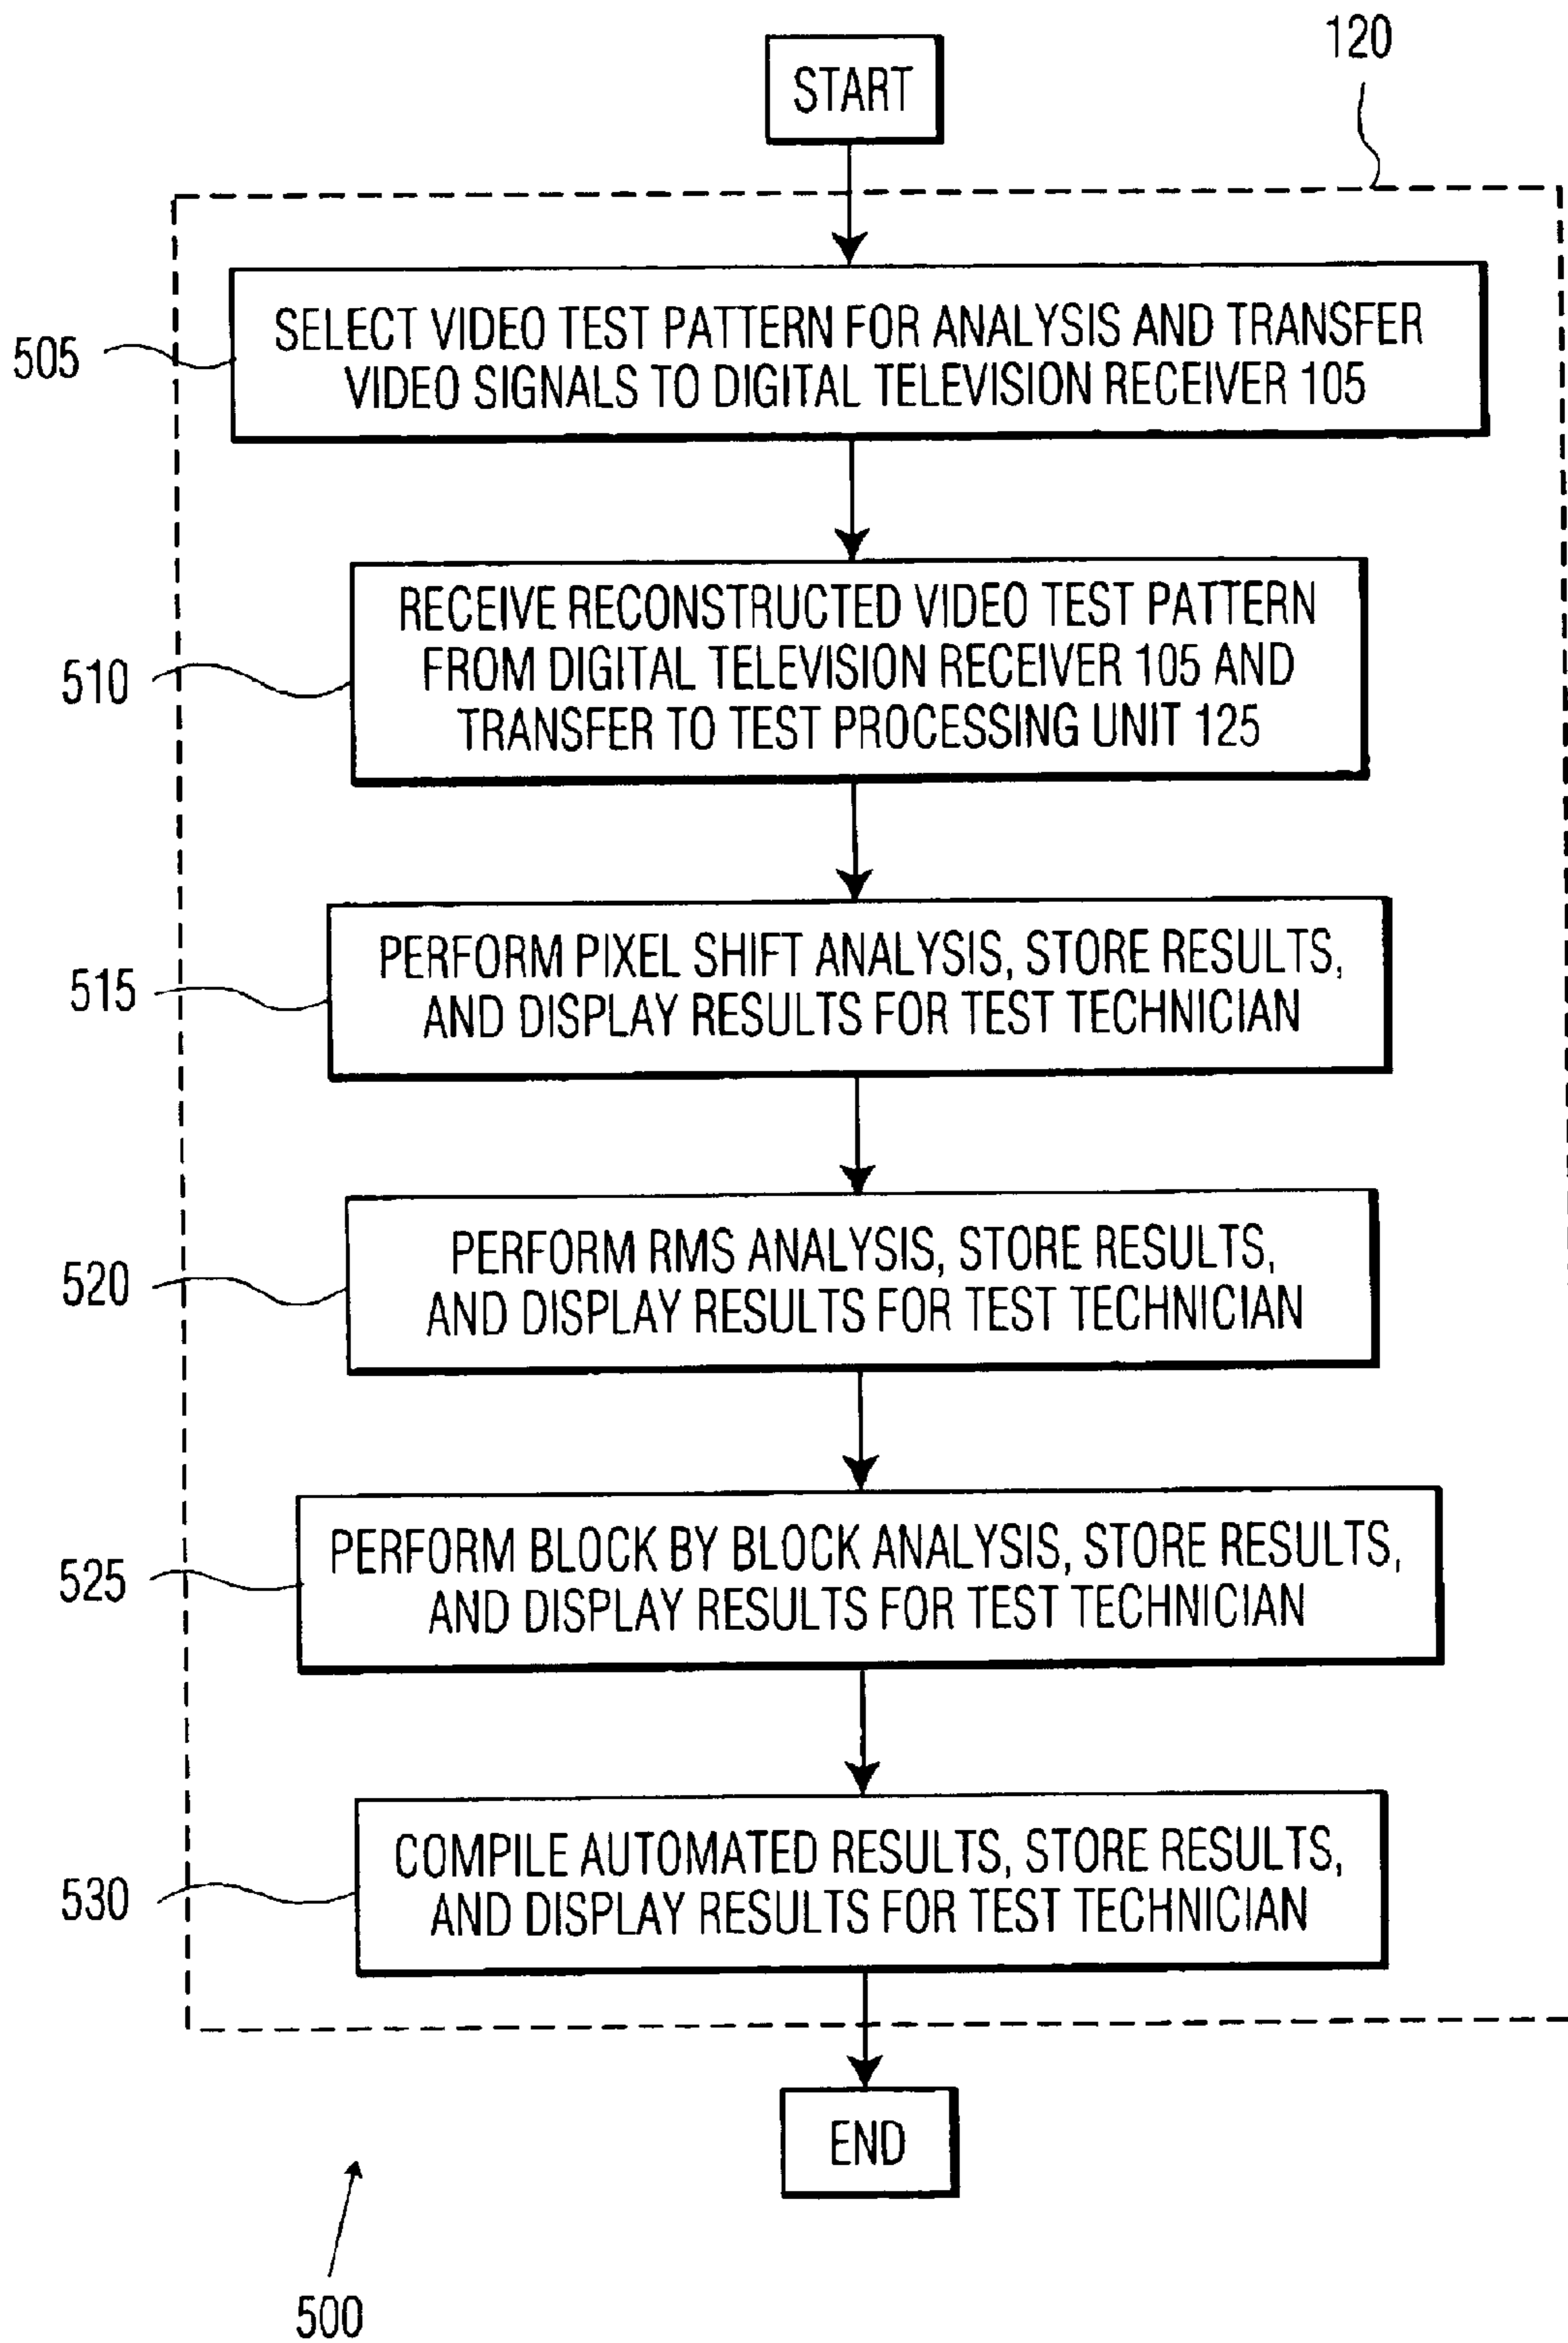 120
START
505
SELECT VIDEO TEST PATTERN FOR ANALYSIS AND TRANSFER
VIDEO SIGNALS TO DIGITAL TELEVISION RECEIVER 105
510
RECEIVE RECONSTRUCTED VIDEO TEST PATTERN
FROM DIGITAL TELEVISION RECEIVER 105 AND
TRANSFER TO TEST PROCESSING UNIT 125
515
PERFORM PIXEL SHIFT ANALYSIS, STORE RESULTS,
AND DISPLAY RESULTS FOR TEST TECHNICIAN
520
PERFORM RMS ANALYSIS, STORE RESULTS,
AND DISPLAY RESULTS FOR TEST TECHNICIAN
525
PERFORM BLOCK BY BLOCK ANALYSIS, STORE RESULTS,
AND DISPLAY RESULTS FOR TEST TECHNICIAN
530
COMPILE AUTOMATED RESULTS, STORE RESULTS,
AND DISPLAY RESULTS FOR TEST TECHNICIAN
END
500